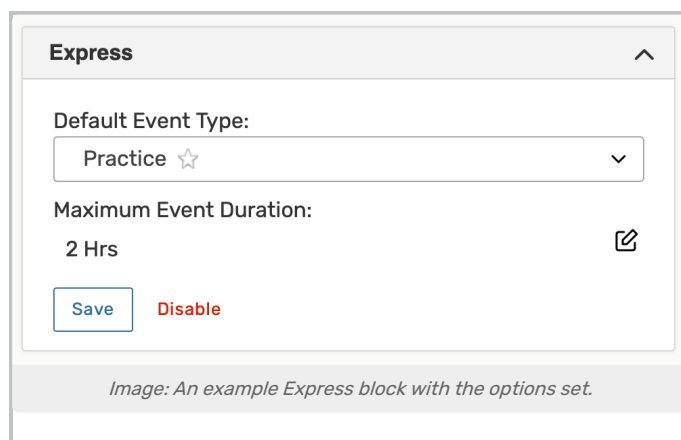 Express
Default Event Type:
Practice
Maximum Event Duration:
2 Hrs
Save Disable
Image: An example Express block with the options set.